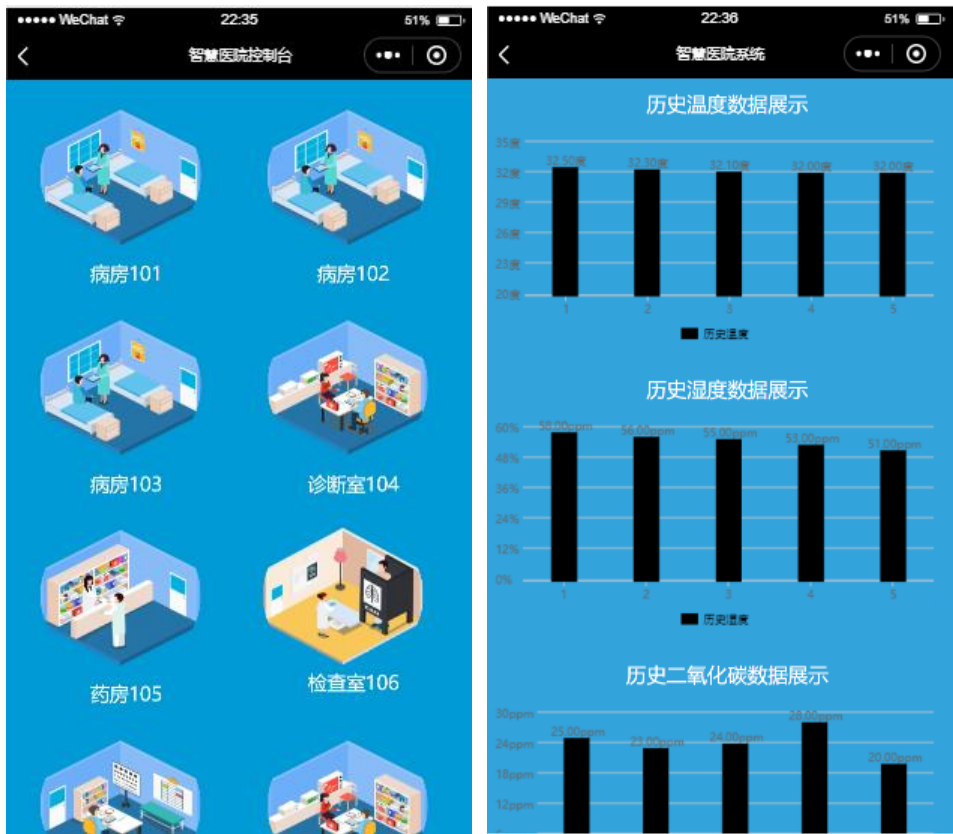 WeChat 22:35 51%
智慧医院控制台
病房101 病房102
病房103 诊断室104
药房105 检查室106
WeChat 22:36 51%
智慧医院系统
历史温度数据展示
35度
32.50度 32.30度 32.10度 32.00度 32.00度
32度
29度
26度
23度
20度
1 2 3 4 5
历史温度
历史湿度数据展示
60% 58.00ppm 56.00ppm 55.00ppm 53.00ppm 51.00ppm
48%
36%
24%
12%
0%
1 2 3 4 5
历史湿度
历史二氧化碳数据展示
30ppm 28.00ppm
25.00ppm 23.00ppm 24.00ppm 20.00ppm
24ppm
18ppm
12ppm